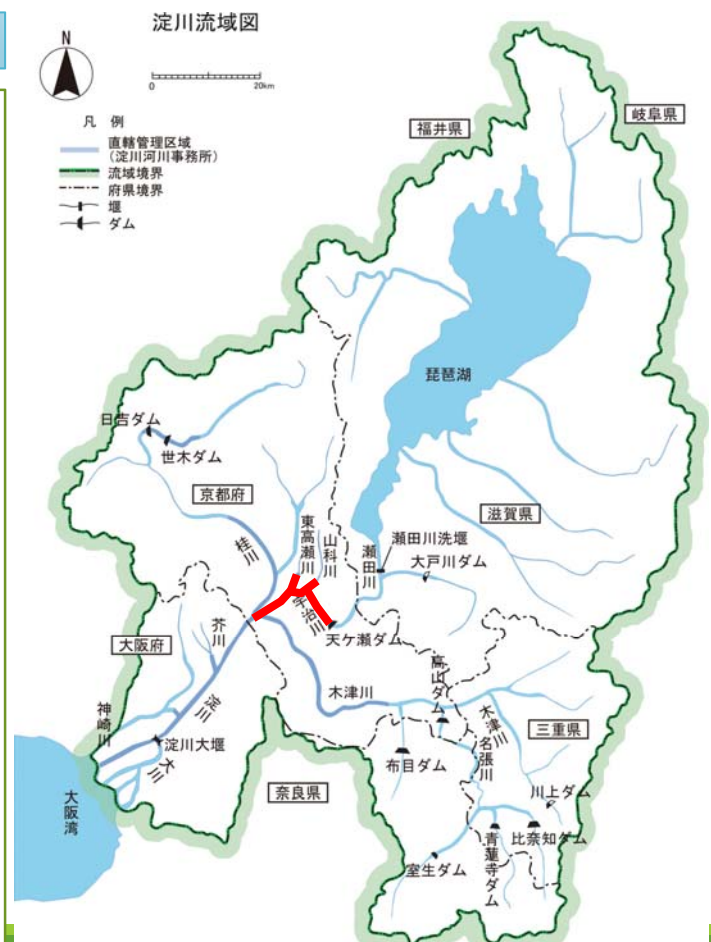 淀川流域図
N
0 20km
凡 例
直轄管理区域
(淀川河川事務所)
流域境界
府県境界
堰
ダム
福井県
岐阜県
琵琶湖
日吉ダム
世木ダム
京都府
滋賀県
桂川
東高瀬川
山科川
瀬田川
瀬田川洗堰
大戸川ダム
宇治川
天ケ瀬ダム
大阪府
芥川
高山ダム
木津川
木津川
神崎川
淀川
三重県
淀川大堰
名張川
布目ダム
大川
奈良県
川上ダム
大阪湾
青蓮寺ダム
比奈知ダム
室生ダム